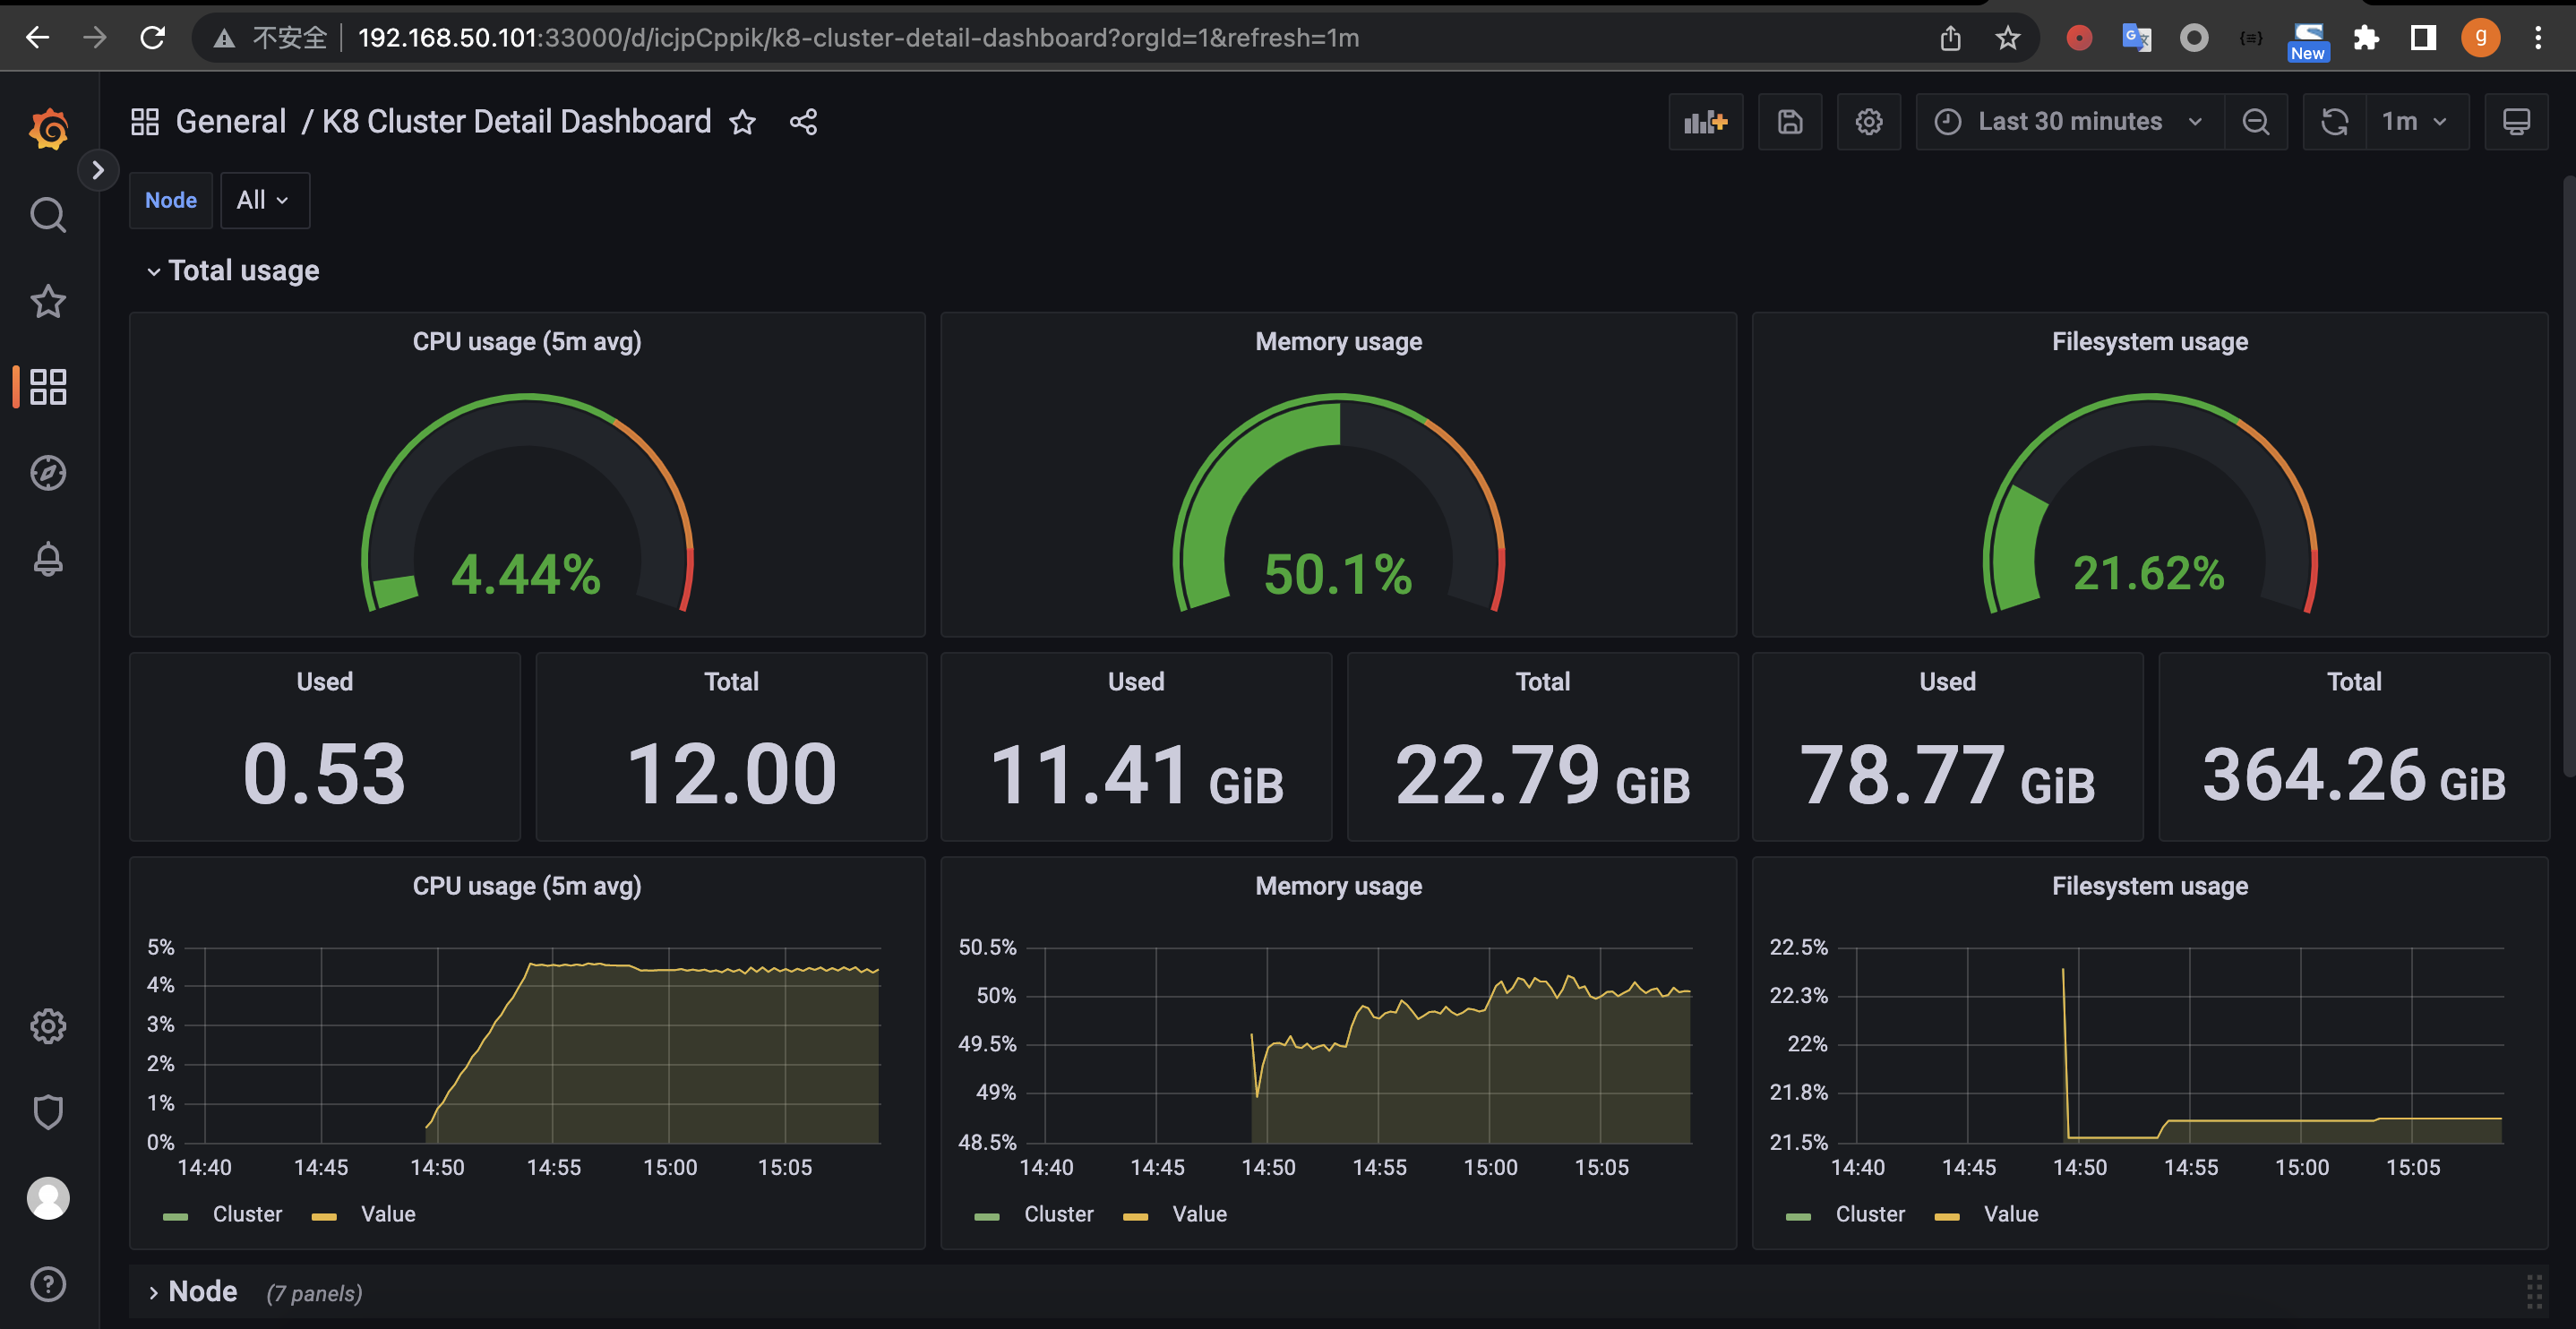 不安全 192.168.50.101:33000/d/icjpCppik/k8-cluster-detail-dashboard?orgId=1&refresh=1m
New
g
General / K8 Cluster Detail Dashboard
Last 30 minutes
1m
Node All
Total usage
CPU usage (5m avg)
4.44%
Memory usage
50.1%
Filesystem usage
21.62%
Used
0.53
Total
12.00
Used
11.41 GiB
Total
22.79 GiB
Used
78.77 GiB
Total
364.26 GiB
CPU usage (5m avg)
5%
4%
3%
2%
1%
0%
14:40 14:45 14:50 14:55 15:00 15:05
Cluster Value
Memory usage
50.5%
50%
49.5%
49%
48.5%
14:40 14:45 14:50 14:55 15:00 15:05
Cluster Value
Filesystem usage
22.5%
22.3%
22%
21.8%
21.5%
14:40 14:45 14:50 14:55 15:00 15:05
Cluster Value
Node (7 panels)